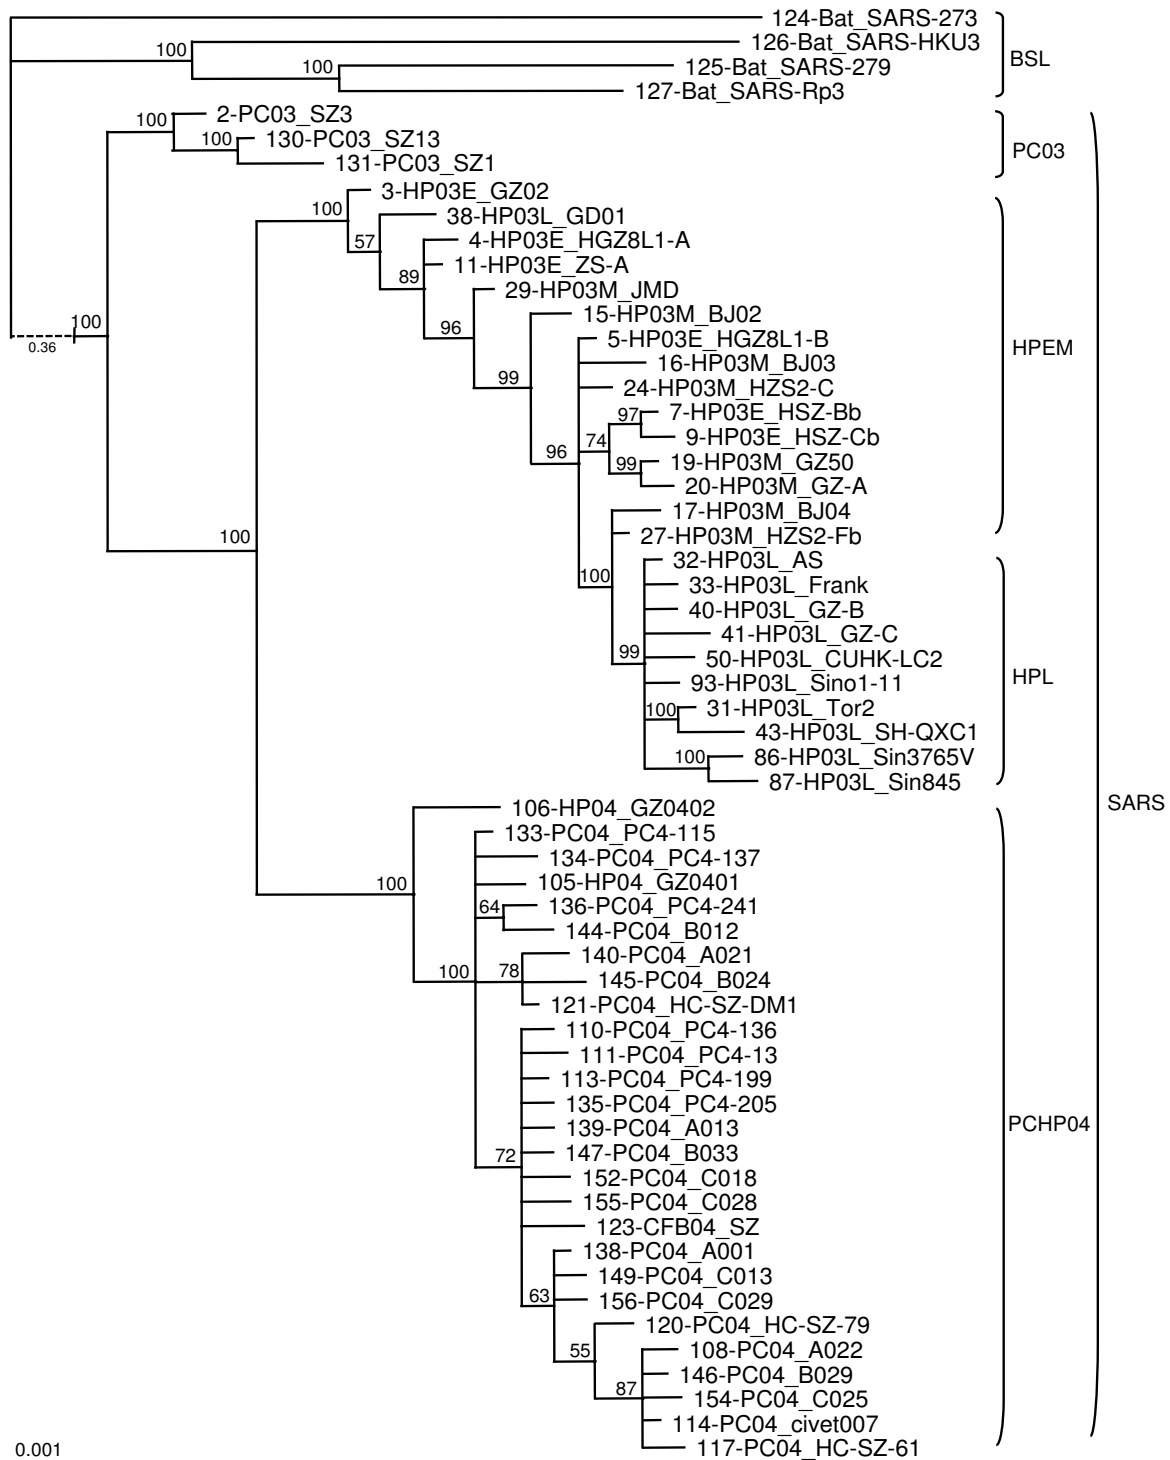 124-Bat_SARS-273
126-Bat_SARS-HKU3
100
BSL
125-Bat_SARS-279
100
127-Bat_SARS-Rp3
2-PC03_SZ3
100
130-PC03_SZ13
100
PC03
131-PC03_SZ1
3-HP03E_GZ02
100
38-HP03L_GD01
57
4-HP03E_HGZ8L1-A
11-HP03E_ZS-A
89
29-HP03M_JMD
15-HP03M_BJ02
100
96
0.36
5-HP03E_HGZ8L1-B
HPEM
16-HP03M_BJ03
99
24-HP03M_HZS2-C
7-HP03E_HSZ-Bb
97
9-HP03E_HSZ-Cb
74
96
19-HP03M_GZ50
99
20-HP03M_GZ-A
17-HP03M_BJ04
27-HP03M_HZS2-Fb
100
32-HP03L_AS
100
33-HP03L_Frank
40-HP03L_GZ-B
41-HP03L_GZ-C
99
50-HP03L_CUHK-LC2
HPL
93-HP03L_Sino1-11
31-HP03L_Tor2
100
43-HP03L_SH-QXC1
86-HP03L_Sin3765V
100
87-HP03L_Sin845
SARS
106-HP04_GZ0402
133-PC04_PC4-115
134-PC04_PC4-137
105-HP04_GZ0401
100
136-PC04_PC4-241
64
144-PC04_B012
140-PC04_A021
100
78
145-PC04_B024
121-PC04_HC-SZ-DM1
110-PC04_PC4-136
111-PC04_PC4-13
113-PC04_PC4-199
135-PC04_PC4-205
PCHP04
139-PC04_A013
147-PC04_B033
72
152-PC04_C018
155-PC04_C028
123-CFB04_SZ
138-PC04_A001
149-PC04_C013
63
156-PC04_C029
120-PC04_HC-SZ-79
55
108-PC04_A022
146-PC04_B029
87
154-PC04_C025
114-PC04_civet007
117-PC04_HC-SZ-61
0.001